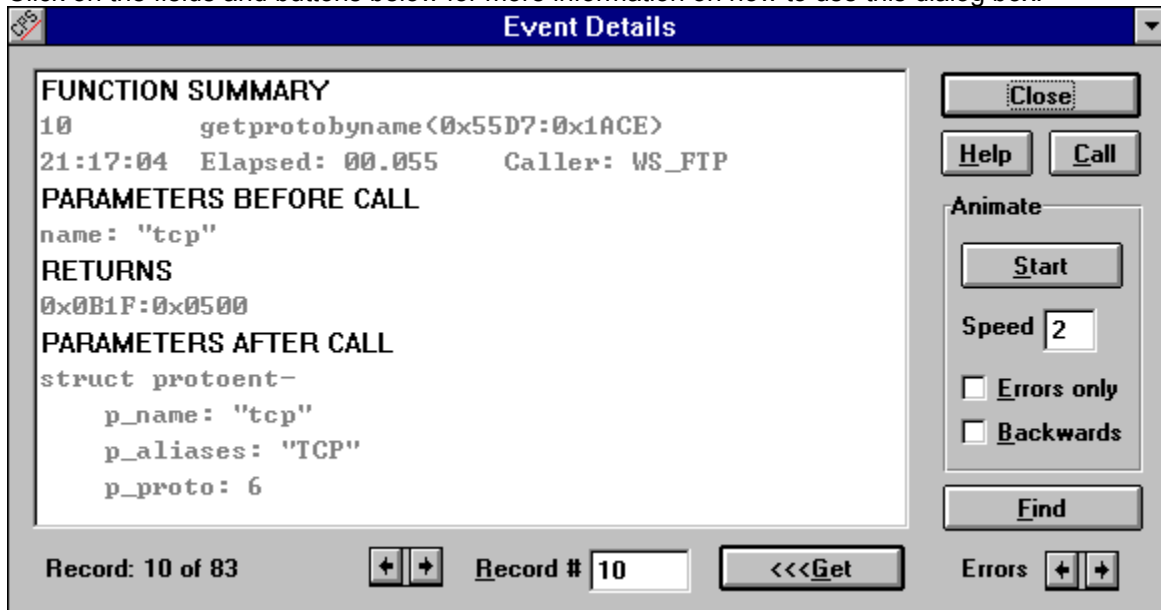 Click on the fields and buttons below for more information on how to use this dialog box.
CPS
Event Details
FUNCTION SUMMARY
10 getprotobyname(0x55D7:0x1ACE)
21:17:04 Elapsed: 00.055 Caller: WS_FTP
PARAMETERS BEFORE CALL
name: "tcp"
RETURNS
0x0B1F:0x0500
PARAMETERS AFTER CALL
struct protoent-
p_name: "tcp"
p_aliases: "TCP"
p_proto: 6
Close
Help Call
Animate
Start
Speed 2
Errors only
Backwards
Find
Record: 10 of 83 Record # 10 <<<Get Errors